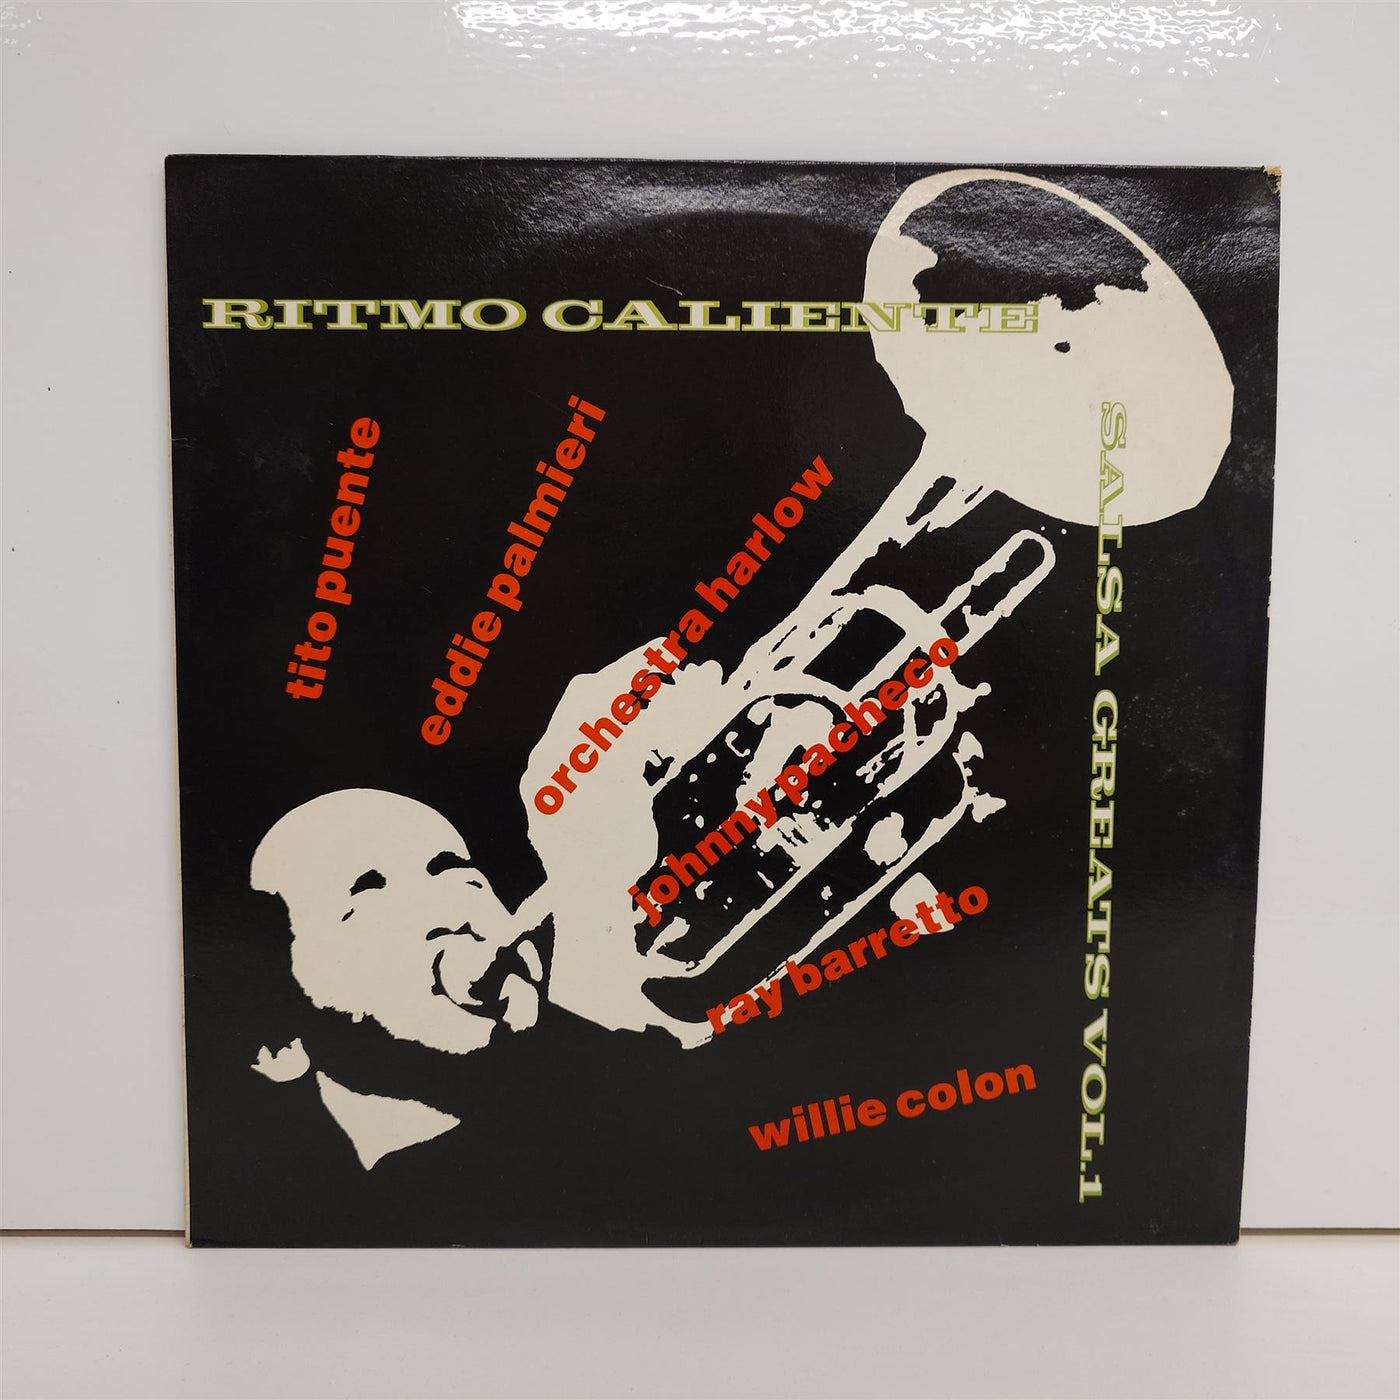 RITMO CALIENTE
SALSA GREATS VOL.1
tito puente
eddie palmieri
orchestra harlow
johnny pacheco
ray barretto
willie colon